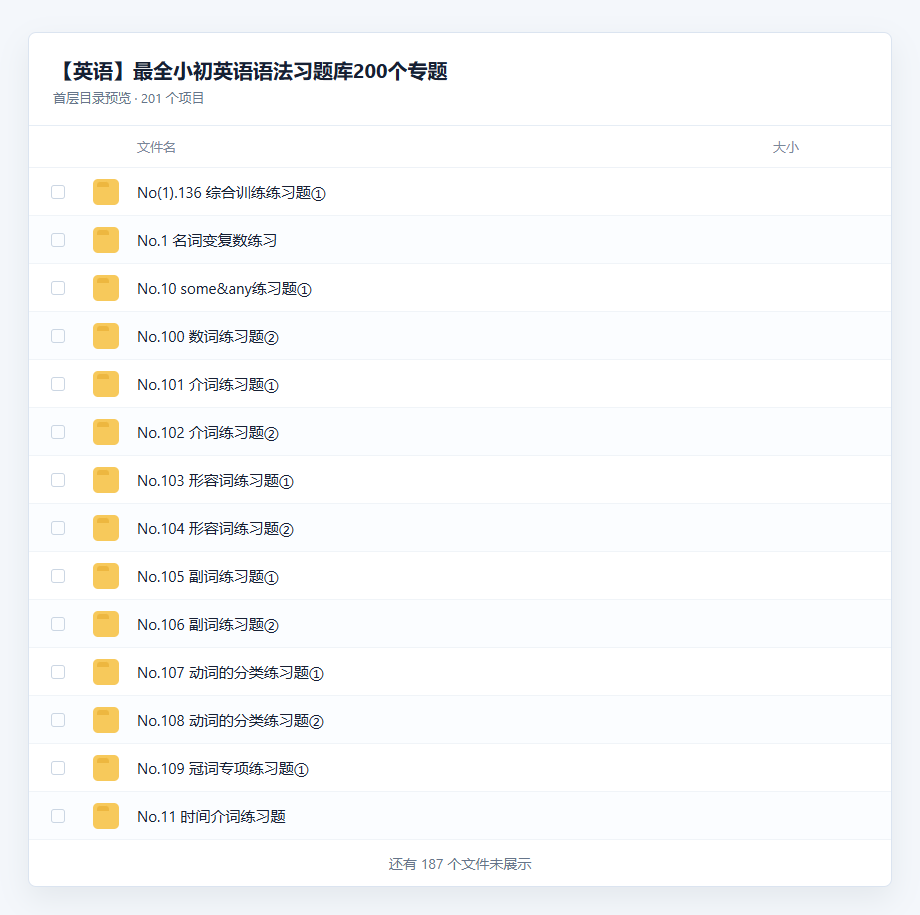 【英语】最全小初英语语法习题库200个专题
首层目录预览 · 201 个项目
文件名 大小
No(1).136 综合训练练习题①
No.1 名词变复数练习
No.10 some&any练习题①
No.100 数词练习题②
No.101 介词练习题①
No.102 介词练习题②
No.103 形容词练习题①
No.104 形容词练习题②
No.105 副词练习题①
No.106 副词练习题②
No.107 动词的分类练习题①
No.108 动词的分类练习题②
No.109 冠词专项练习题①
No.11 时间介词练习题
还有 187 个文件未展示